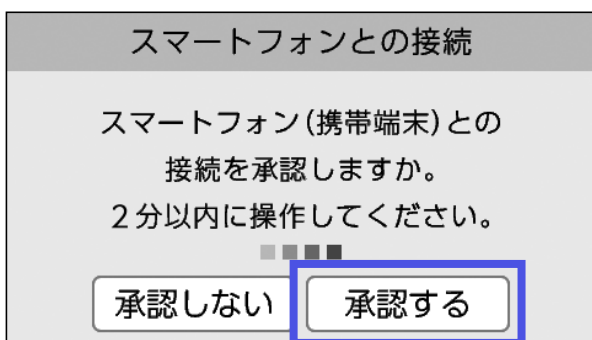 スマートフォンとの接続
スマートフォン(携帯端末)との
接続を承認しますか。
2分以内に操作してください。
承認しない 承認する